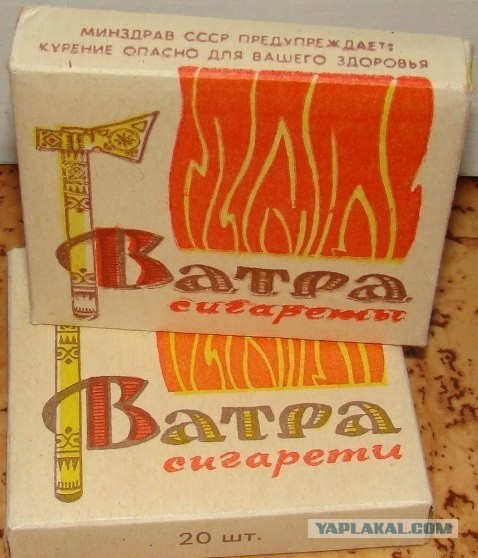 МИНЗДРАВ СССР ПРЕДУПРЕЖДАЕТ:
КУРЕНИЕ ОПАСНО ДЛЯ ВАШЕГО ЗДОРОВЬЯ
ВАТРА
сигареты
ВАТРА
сигарети
20 шт.
YAPLAKAL.COM